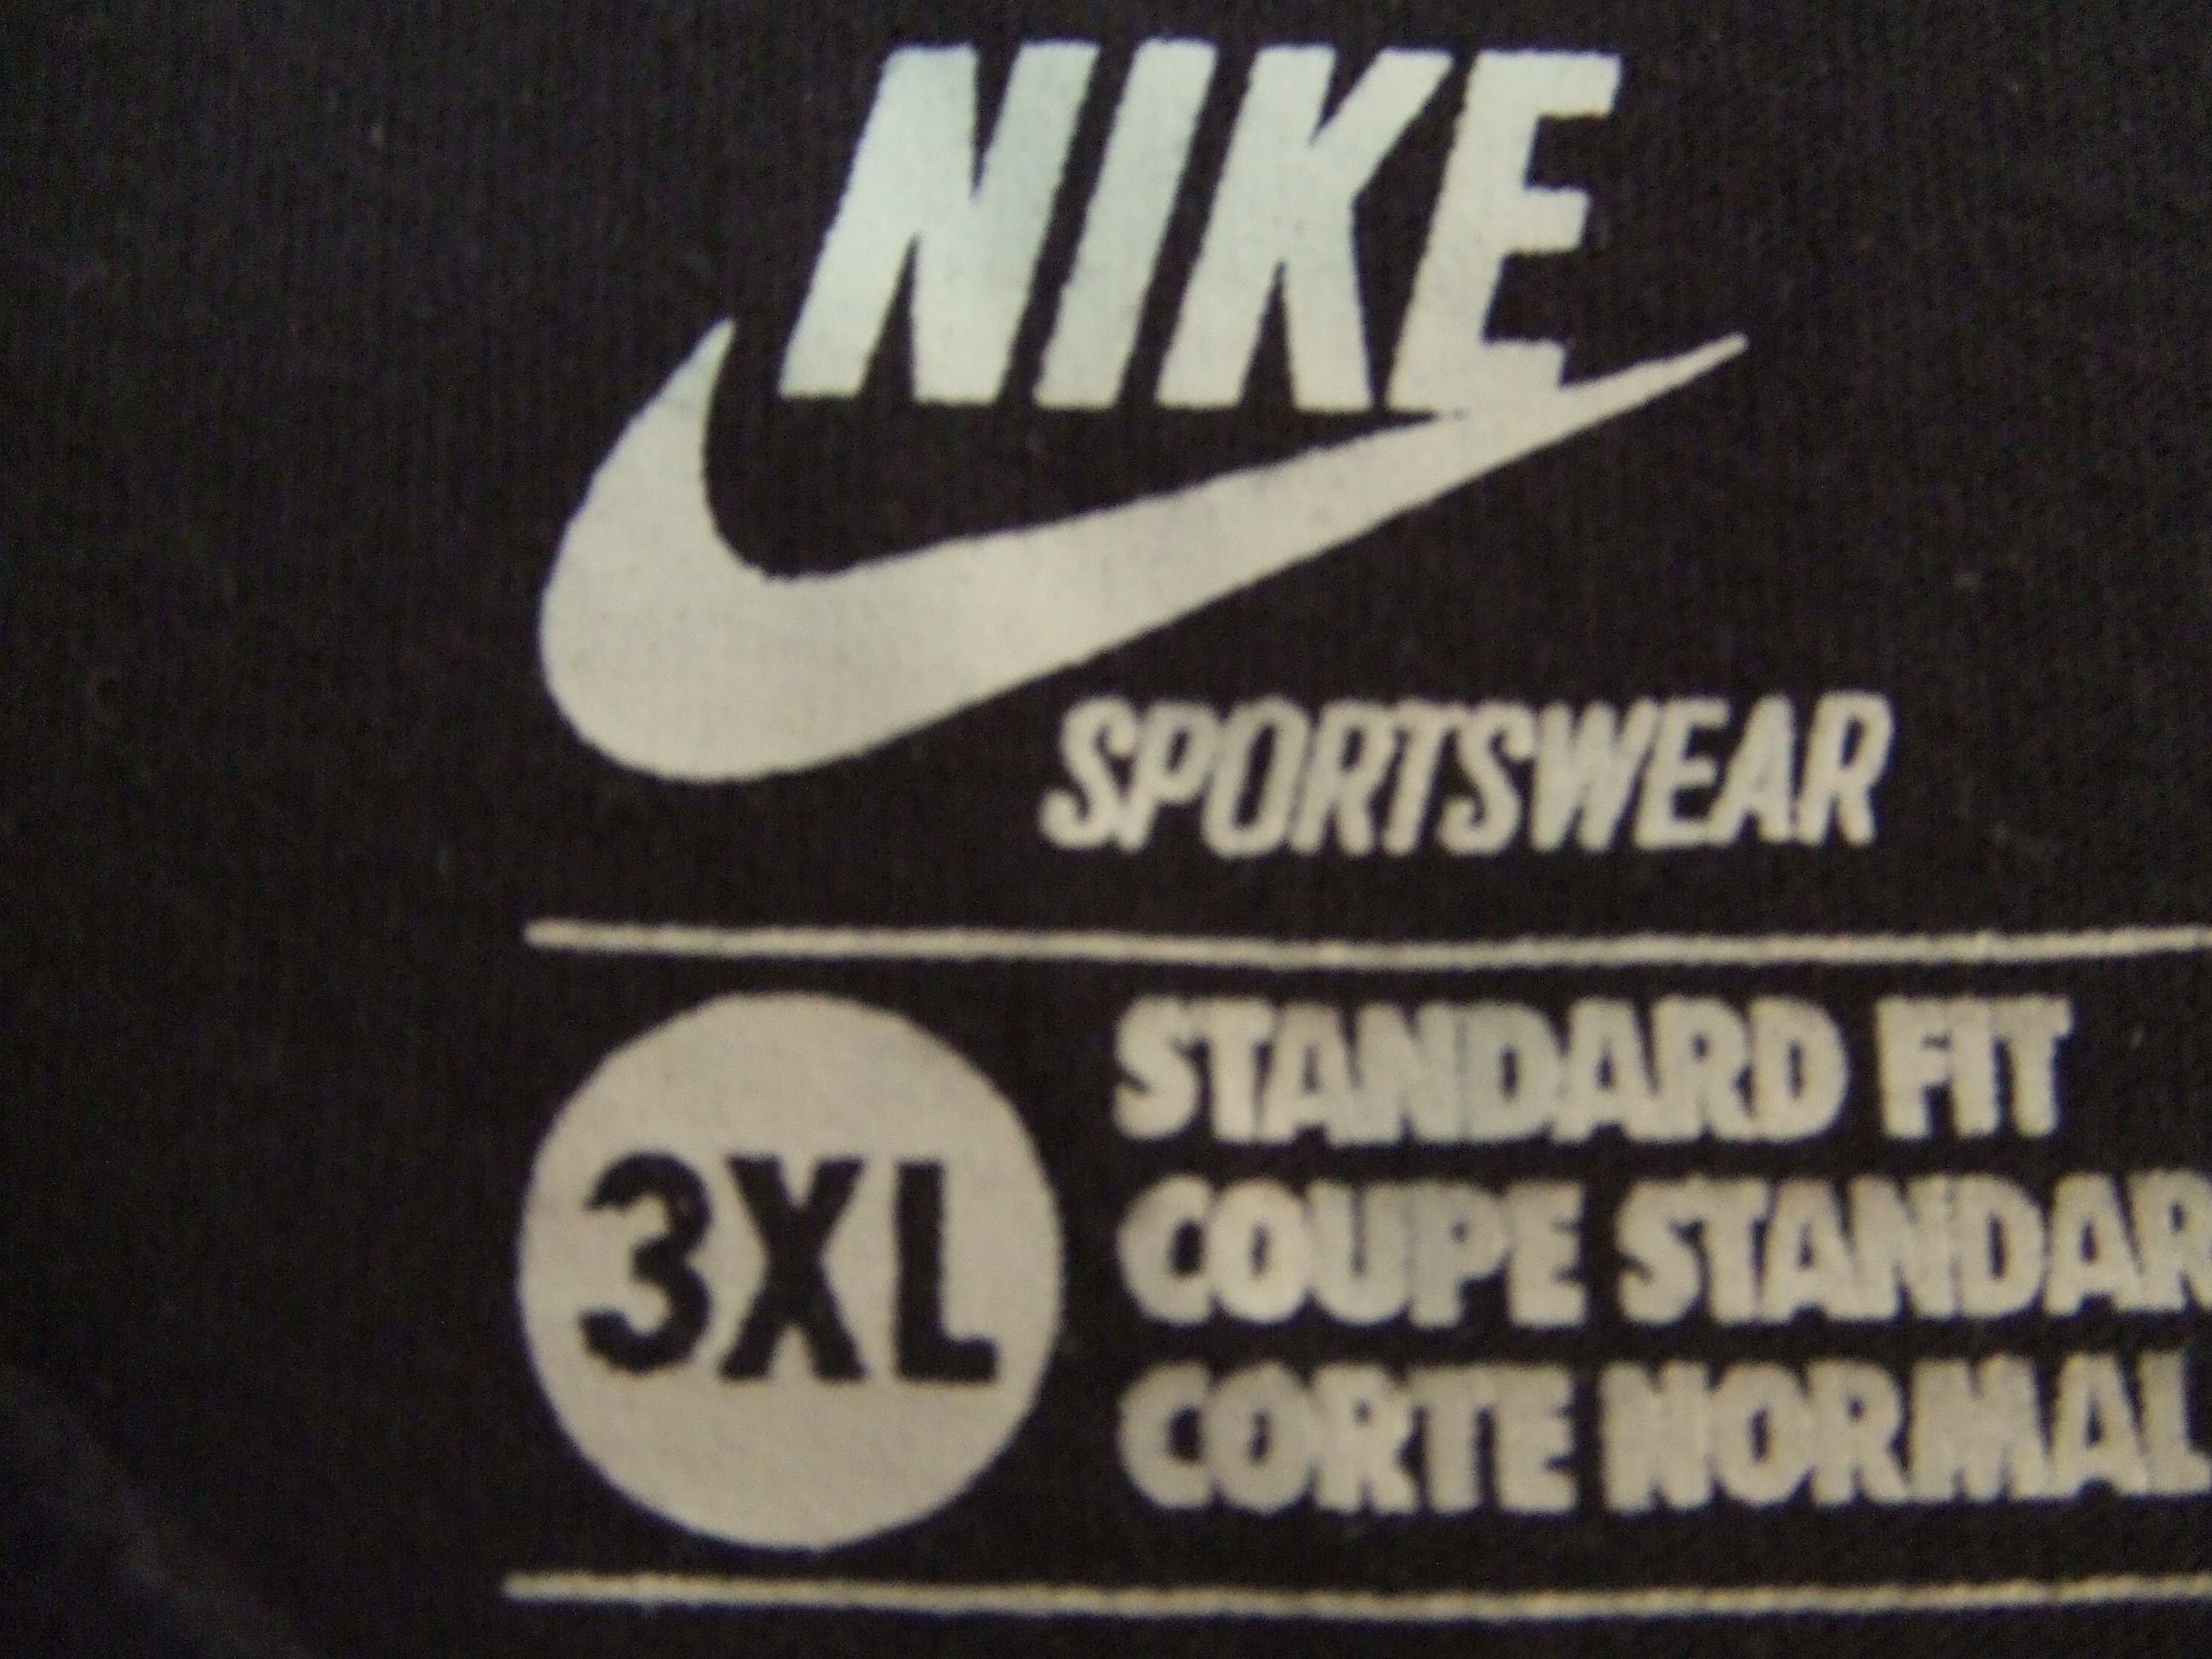 NIKE
SPORTSWEAR
3XL
STANDARD FIT
COUPE STANDAR
CORTE NORMAL